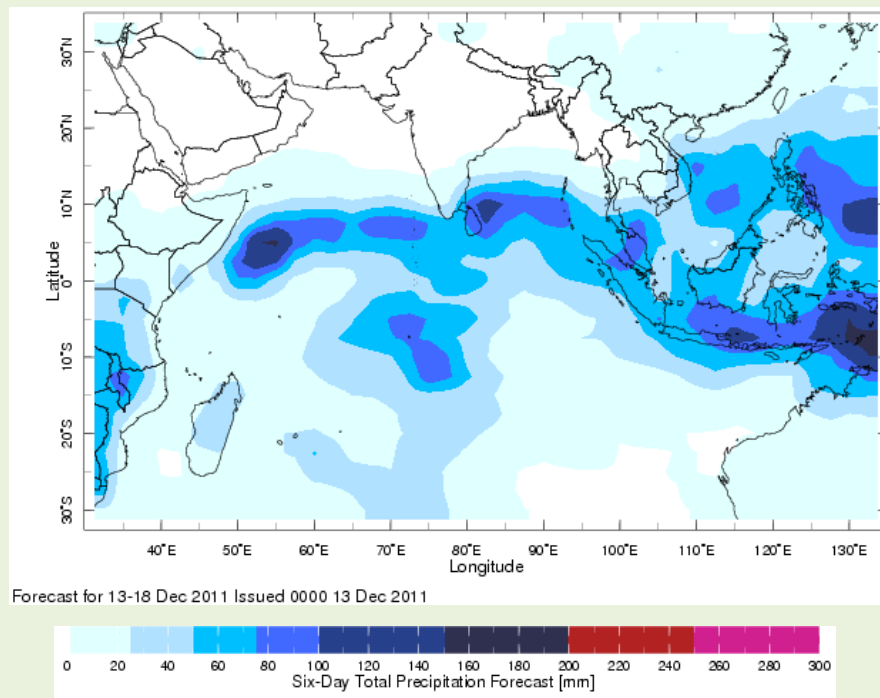 30°N
20°N
10°N
0°
10°S
20°S
30°S
Latitude
40°E 50°E 60°E 70°E 80°E 90°E 100°E 110°E 120°E 130°E
Longitude
Forecast for 13-18 Dec 2011 Issued 0000 13 Dec 2011
0 20 40 60 80 100 120 140 160 180 200 220 240 260 280 300
Six-Day Total Precipitation Forecast [mm]